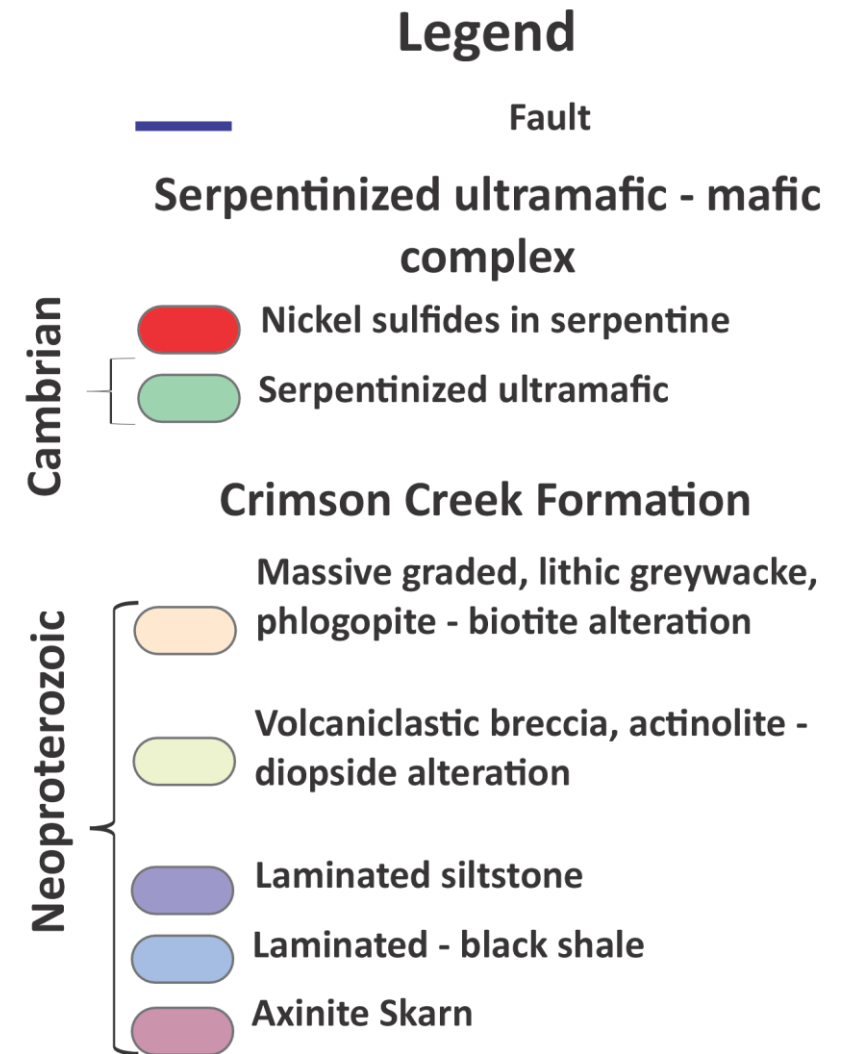 Legend
Fault
Serpentinized ultramafic - mafic
complex
Cambrian
Nickel sulfides in serpentine
Serpentinized ultramafic
Crimson Creek Formation
Neoproterozoic
Massive graded, lithic greywacke,
phlogopite - biotite alteration
Volcaniclastic breccia, actinolite -
diopside alteration
Laminated siltstone
Laminated - black shale
Axinite Skarn